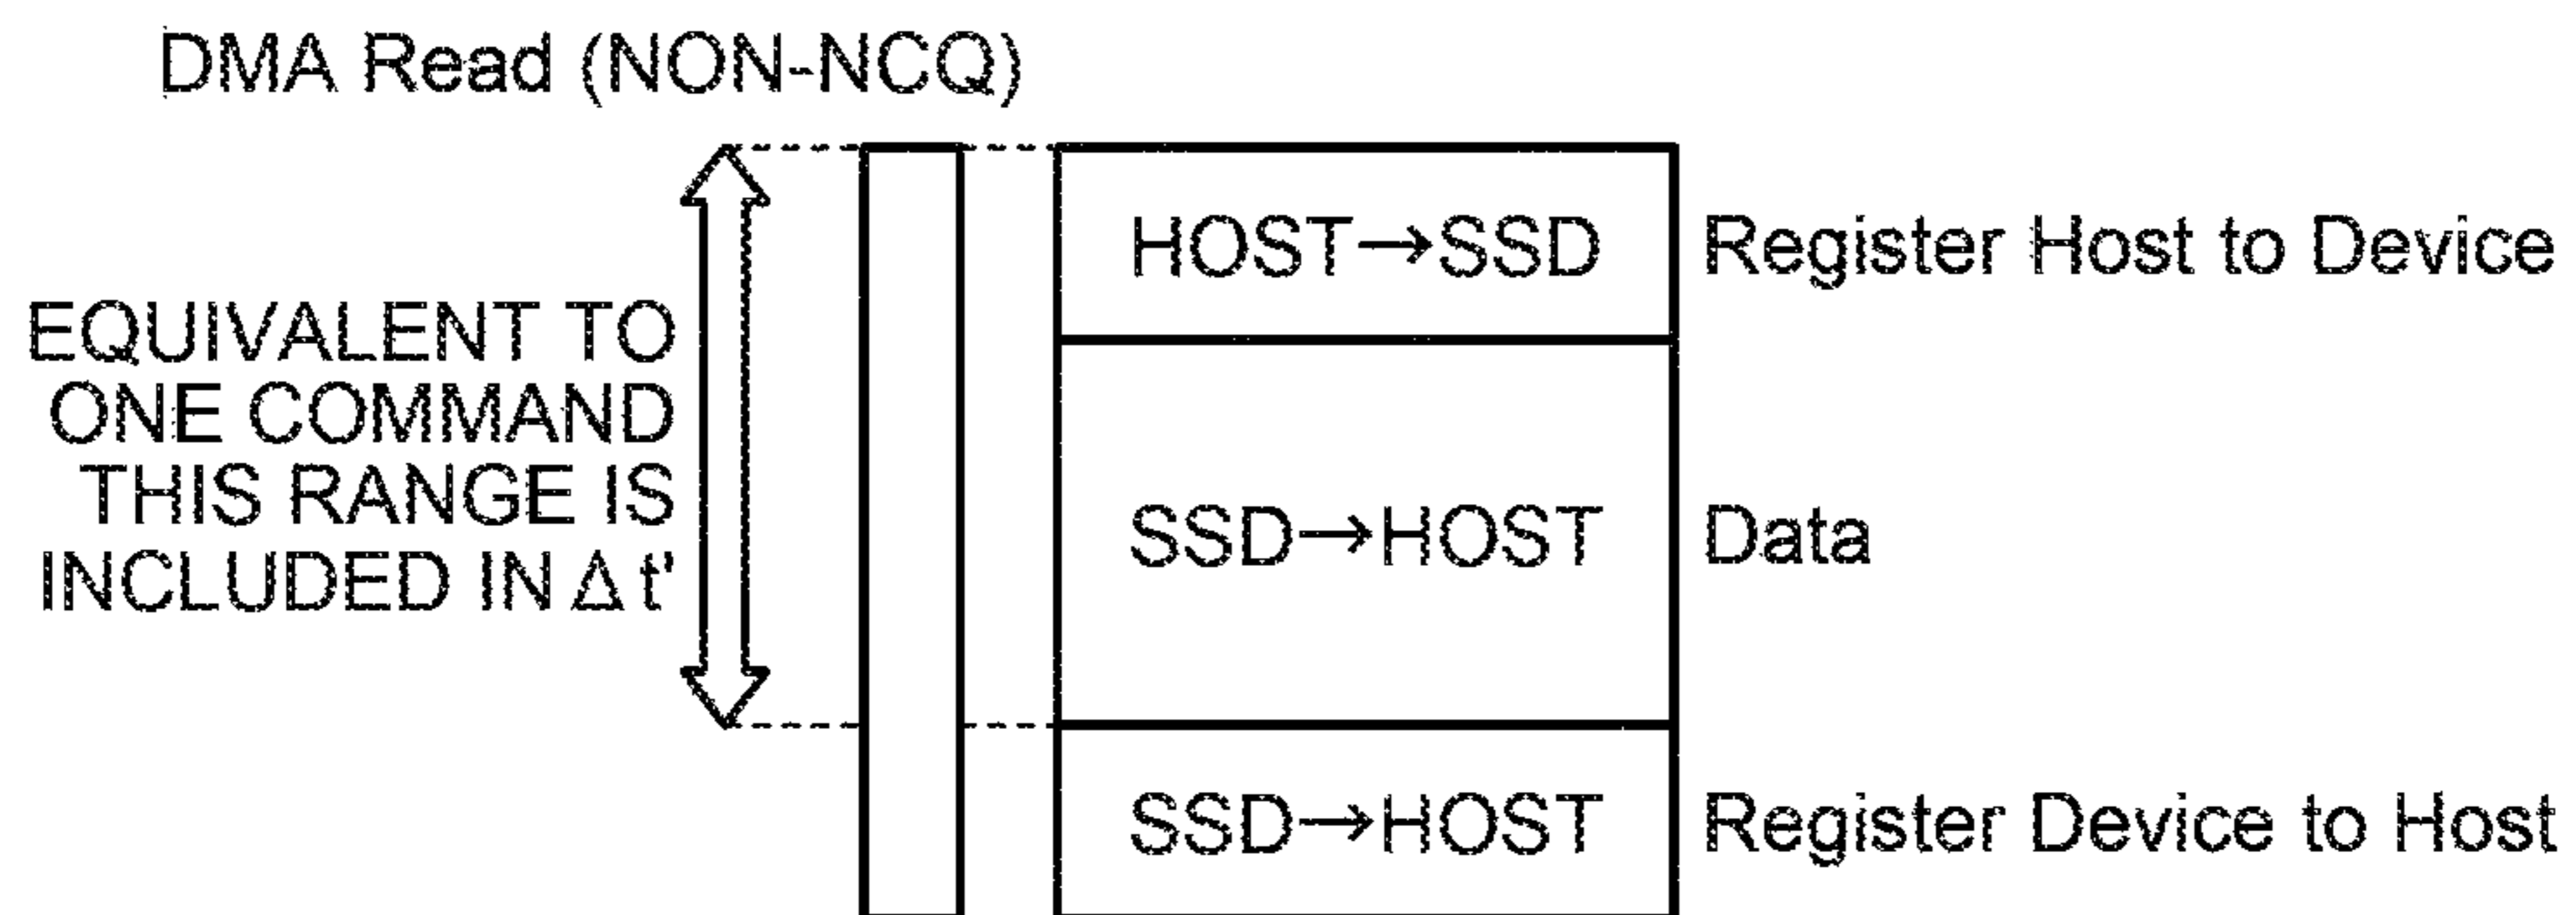 DMA Read (NON-NCQ)
HOST→SSD Register Host to Device
EQUIVALENT TO
ONE COMMAND
THIS RANGE IS
INCLUDED IN Δt'
SSD→HOST Data
SSD→HOST Register Device to Host